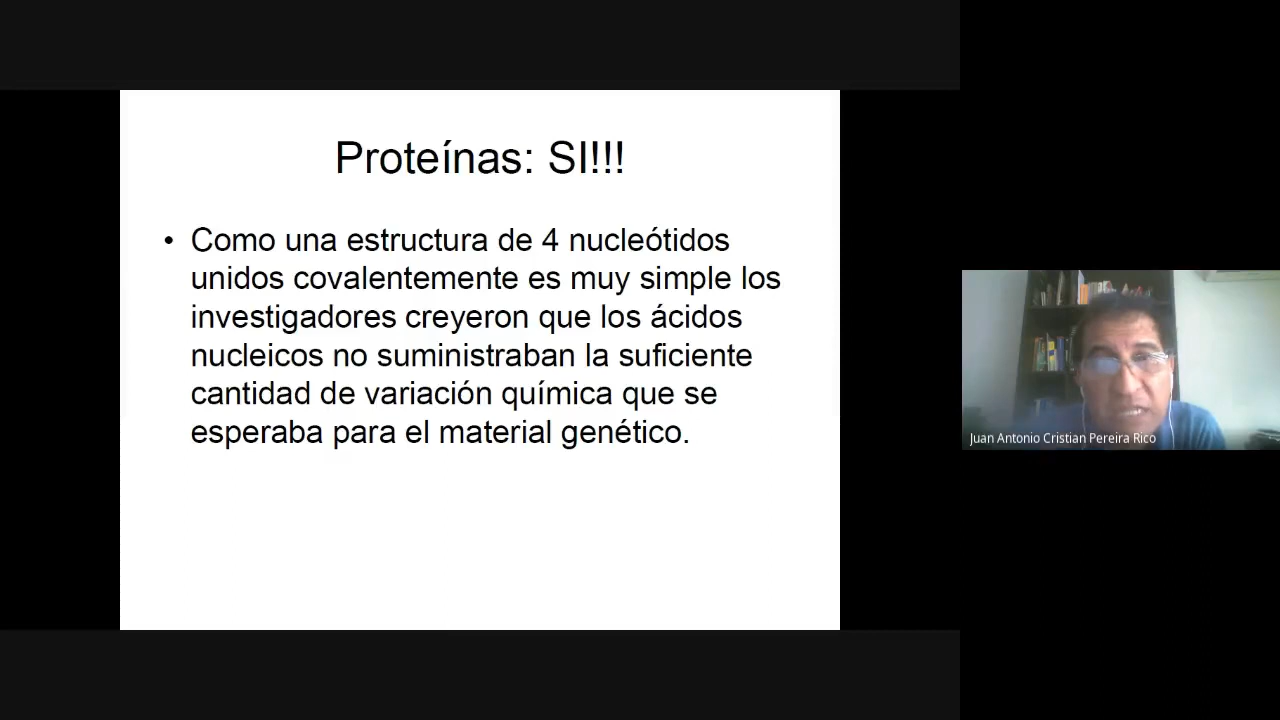 Proteínas: SI!!!
• Como una estructura de 4 nucleótidos
unidos covalentemente es muy simple los
investigadores creyeron que los ácidos
nucleicos no suministraban la suficiente
cantidad de variación química que se
esperaba para el material genético.
Juan Antonio Cristian Pereira Rico